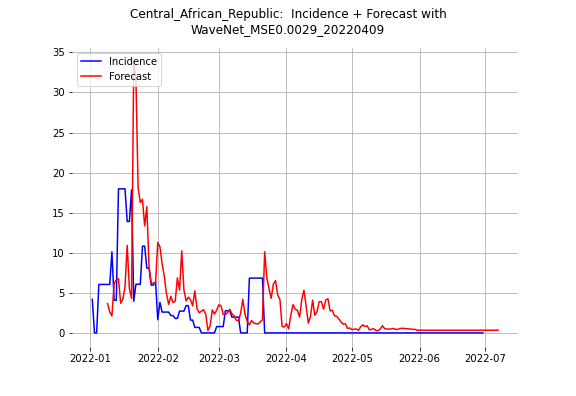 Central_African_Republic:  Incidence + Forecast with
WaveNet_MSE0.0029_20220409
Incidence
Forecast
35
30
25
20
15
10
5
0
2022-01 2022-02 2022-03 2022-04 2022-05 2022-06 2022-07